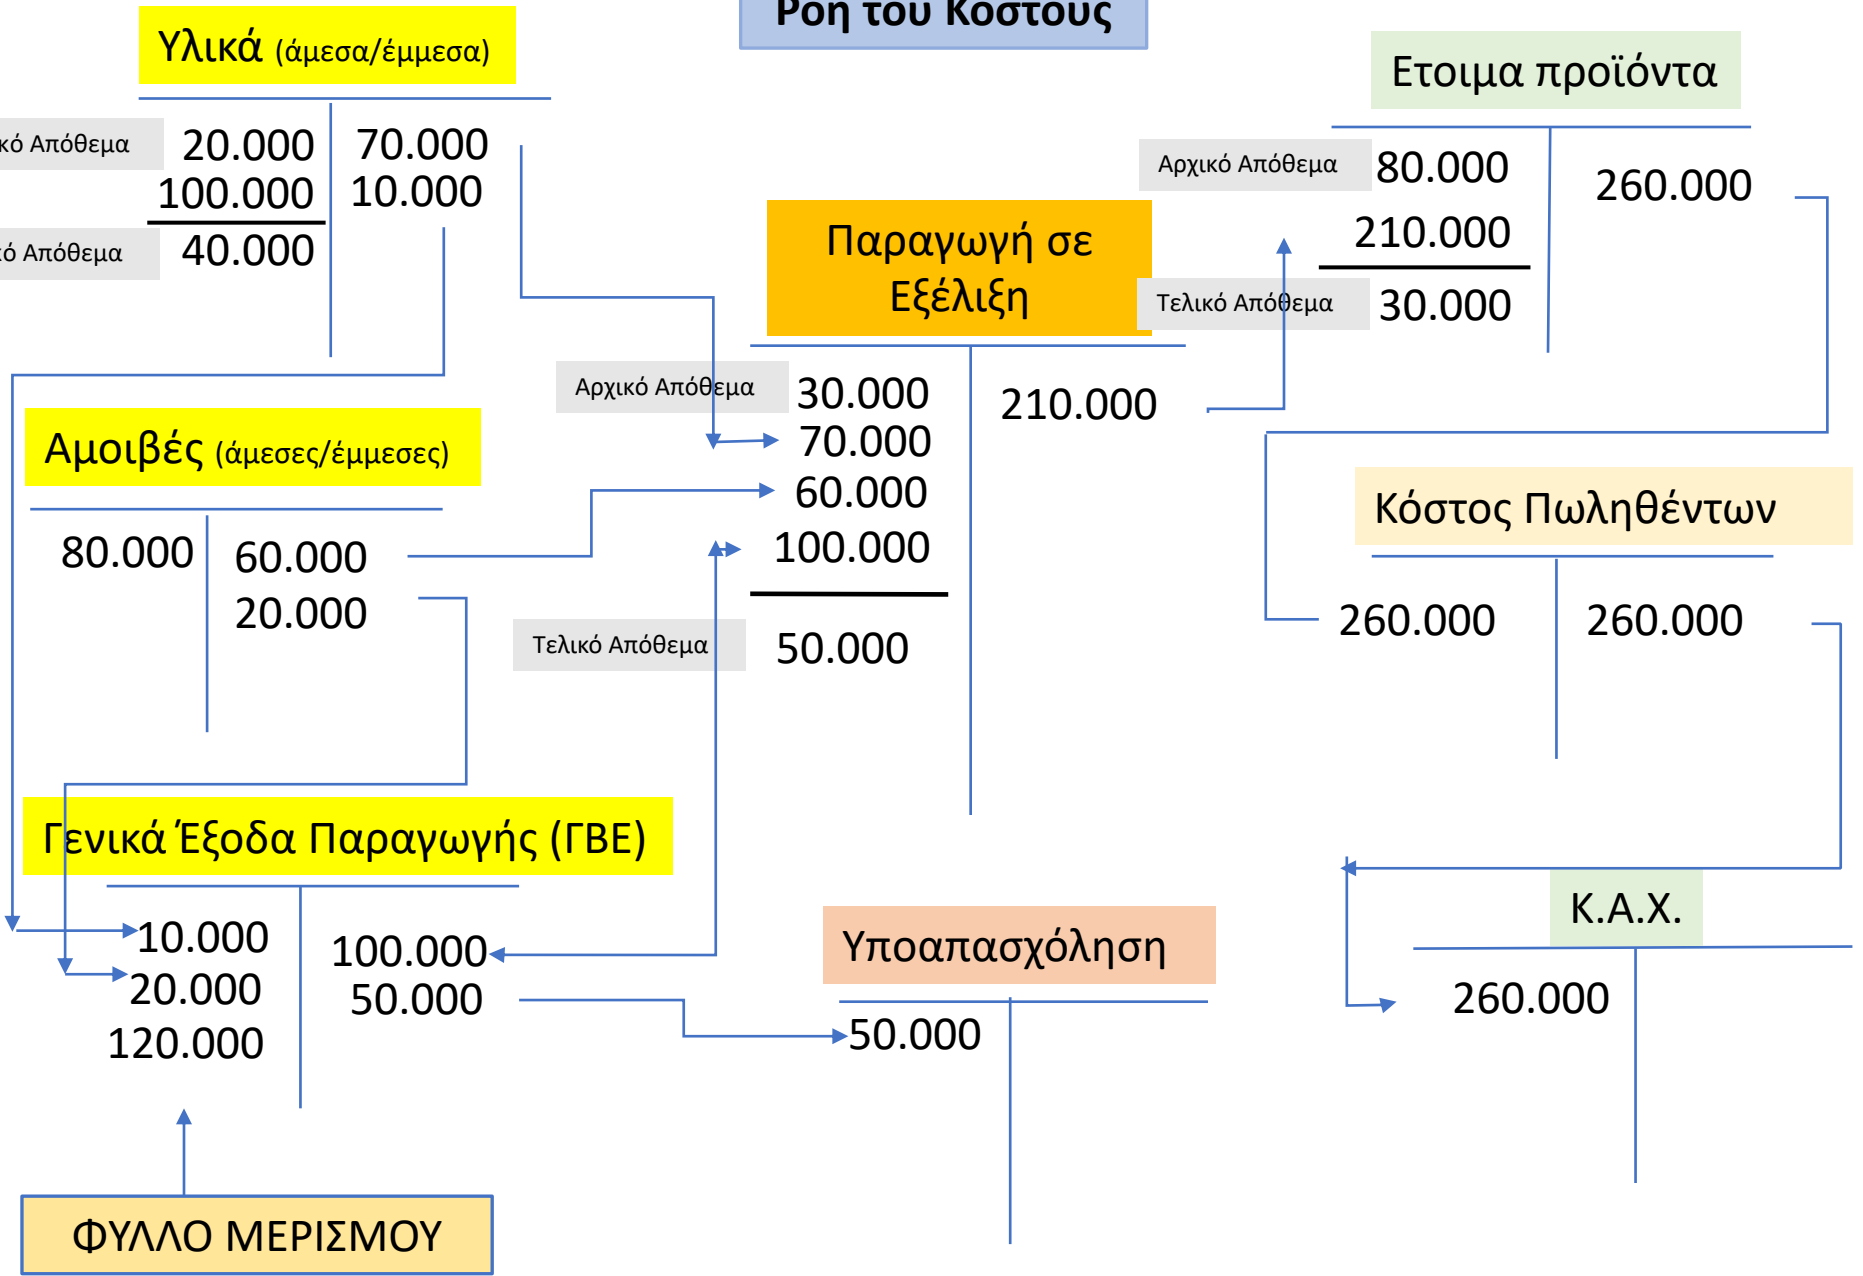 Ροή του Κόστους
Υλικά (άμεσα/έμμεσα)
Απόθεμα 20.000 70.000
100.000 10.000
Απόθεμα 40.000
Αμοιβές (άμεσες/έμμεσες)
80.000 60.000
20.000
Γενικά Έξοδα Παραγωγής (ΓΒΕ)
10.000 100.000
20.000 50.000
120.000
ΦΥΛΛΟ ΜΕΡΙΣΜΟΥ
Παραγωγή σε
Εξέλιξη
Αρχικό Απόθεμα 30.000 210.000
70.000
60.000
100.000
Τελικό Απόθεμα 50.000
Υποαπασχόληση
50.000
Ετοιμα προϊόντα
Αρχικό Απόθεμα 80.000 260.000
210.000
Τελικό Απόθεμα 30.000
Κόστος Πωληθέντων
260.000 260.000
Κ.Α.Χ.
260.000